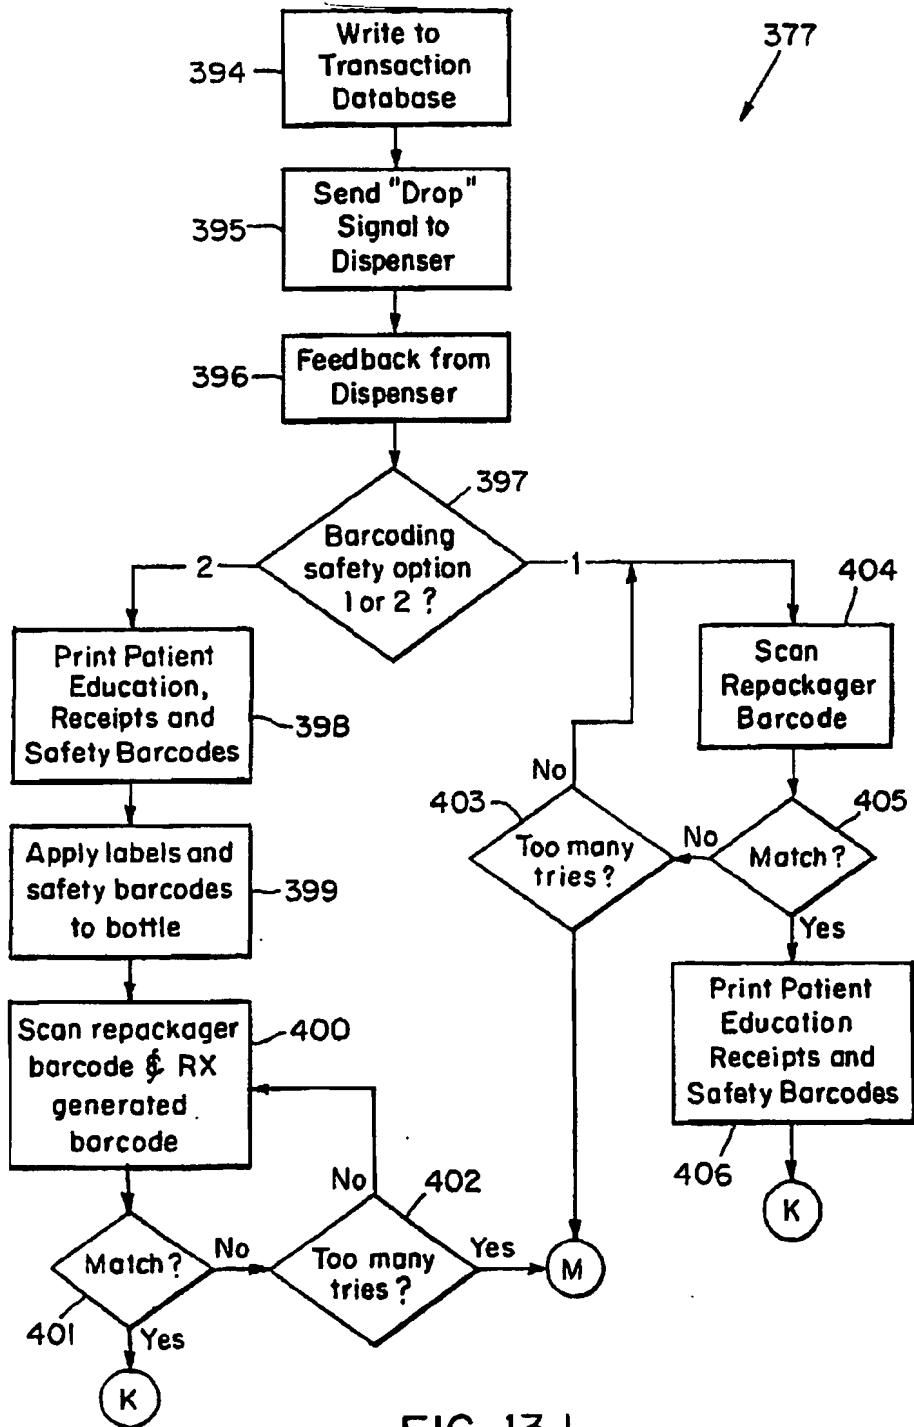 377
394
Write to
Transaction
Database
395
Send "Drop"
Signal to
Dispenser
396
Feedback from
Dispenser
397
Barcoding
safety option
1 or 2 ?
2
1
398
Print Patient
Education,
Receipts and
Safety Barcodes
399
Apply labels and
safety barcodes
to bottle
400
Scan repackager
barcode & RX
generated
barcode
401
Match?
No
Yes
K
402
Too many
tries?
No
Yes
M
403
Too many
tries?
No
404
Scan
Repackager
Barcode
405
Match?
No
Yes
406
Print Patient
Education
Receipts and
Safety Barcodes
K